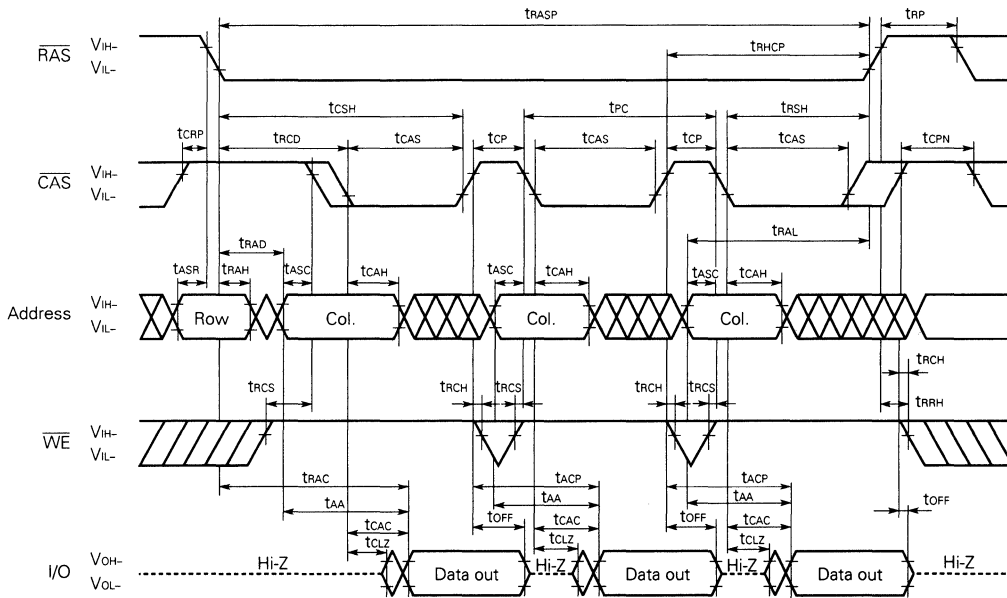 tRASP tRP
RAS VIH– tRHCP
VIL–
tCSH tPC tRSH
tCRP tRCD tCAS tCP tCAS tCP tCAS tCPN
CAS VIH–
VIL–
tRAD tRAL
tASR tRAH tASC tCAH tASC tCAH tASC tCAH
Address VIH– Row Col. Col. Col.
VIL–
tRCH
tRCS tRCH tRCS tRCH tRCS tRRH
WE VIH–
VIL–
tRAC tACP tACP
tAA tAA tAA
tCAC tOFF tCAC tOFF tCAC tOFF
tCLZ tCLZ tCLZ
I/O VOH– Hi-Z Data out Hi-Z Data out Hi-Z Data out Hi-Z
VOL–